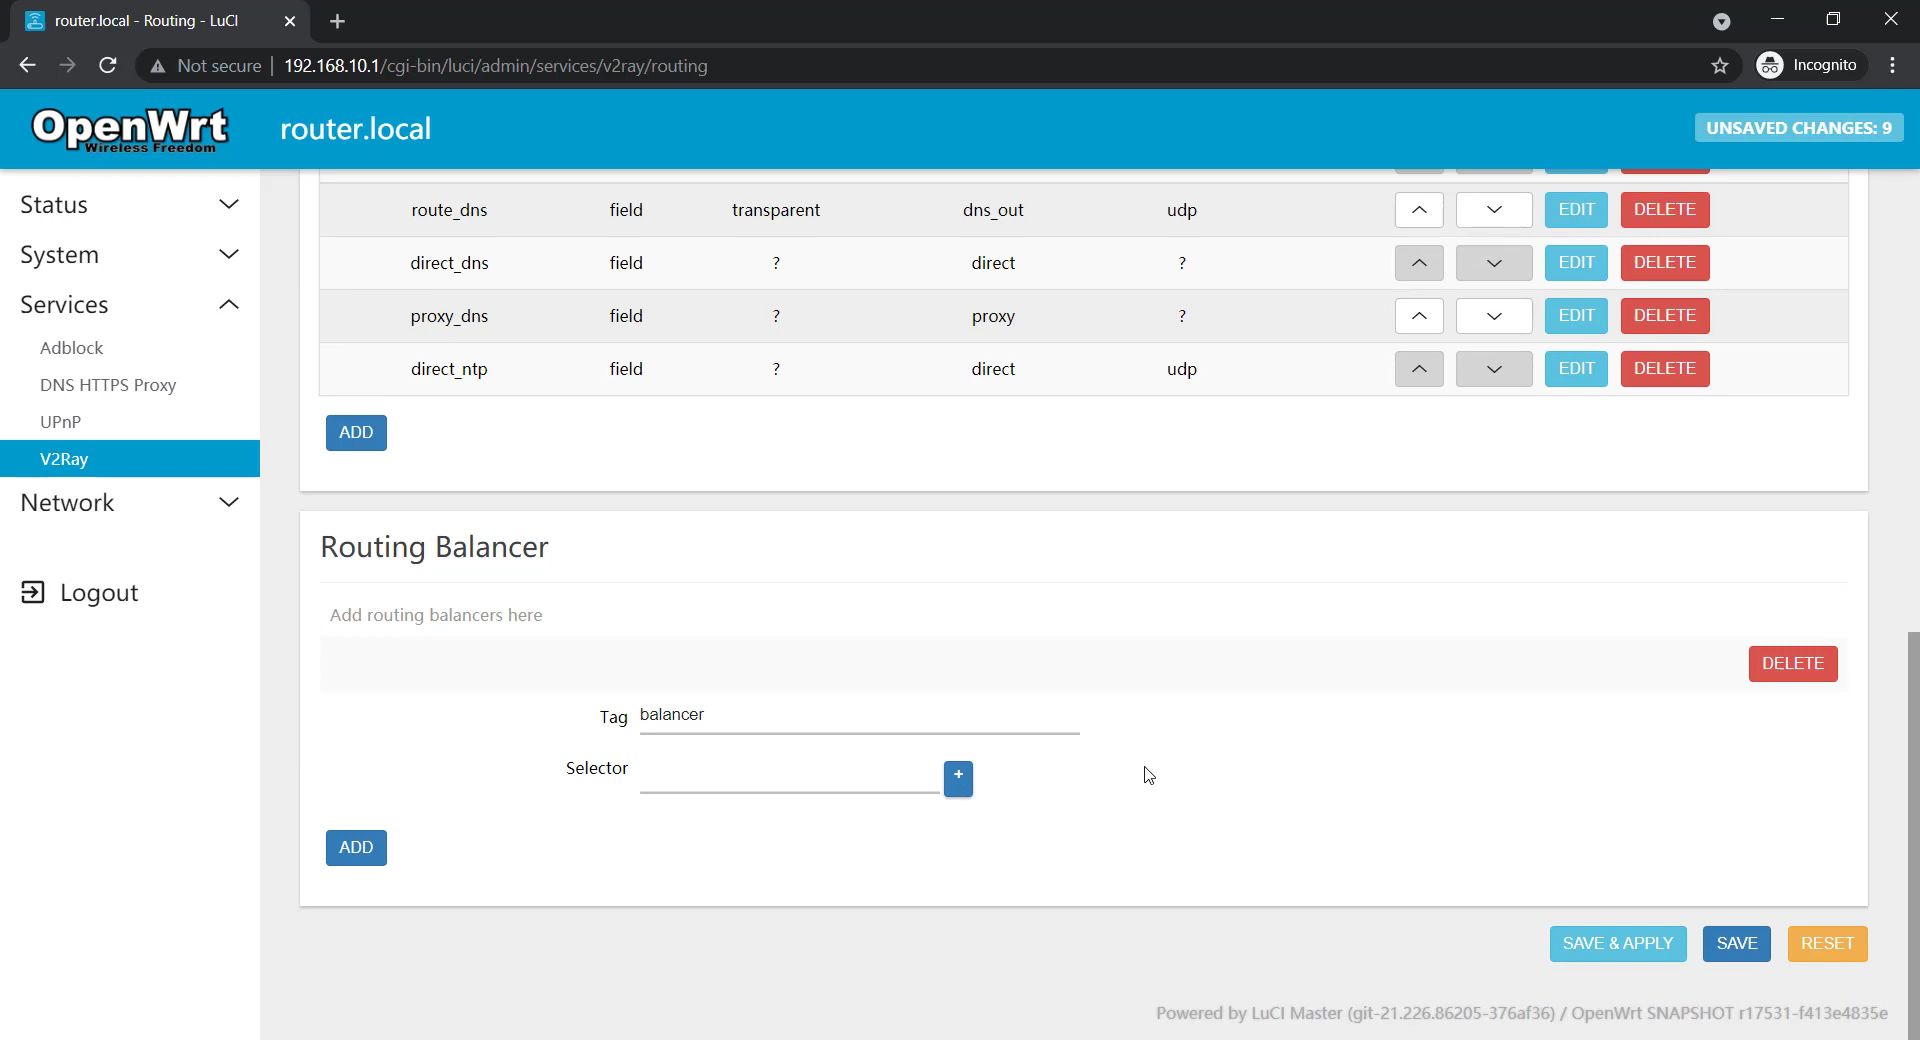 router.local - Routing - LuCI
Not secure | 192.168.10.1/cgi-bin/luci/admin/services/v2ray/routing
Incognito
OpenWrt
Wireless Freedom
router.local
UNSAVED CHANGES: 9
Status
System
Services
Adblock
DNS HTTPS Proxy
UPnP
V2Ray
Network
Logout
route_dns field transparent dns_out udp EDIT DELETE
direct_dns field ? direct ? EDIT DELETE
proxy_dns field ? proxy ? EDIT DELETE
direct_ntp field ? direct udp EDIT DELETE
ADD
Routing Balancer
Add routing balancers here
DELETE
Tag balancer
Selector +
ADD
SAVE & APPLY SAVE RESET
Powered by LuCI Master (git-21.226.86205-376af36) / OpenWrt SNAPSHOT r17531-f413e4835e